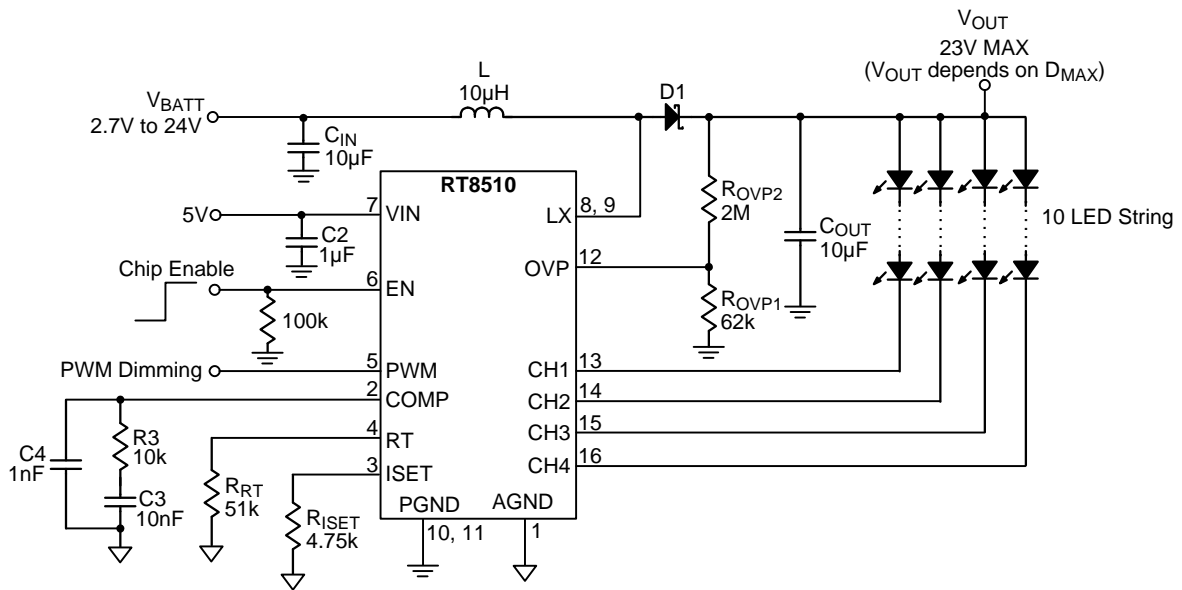 VOUT
23V MAX
(VOUT depends on DMAX)
L
10µH
D1
VBATT
2.7V to 24V
CIN
10µF
RT8510
7
VIN
5V
C2
1µF
8, 9
LX
ROVP2
2M
COUT
10µF
10 LED String
12
OVP
Chip Enable
6
EN
100k
ROVP1
62k
PWM Dimming
5
PWM
13
CH1
2
COMP
14
CH2
15
CH3
16
CH4
C4
1nF
R3
10k
C3
10nF
4
RT
3
ISET
RRT
51k
RISET
4.75k
PGND
AGND
10, 11
1